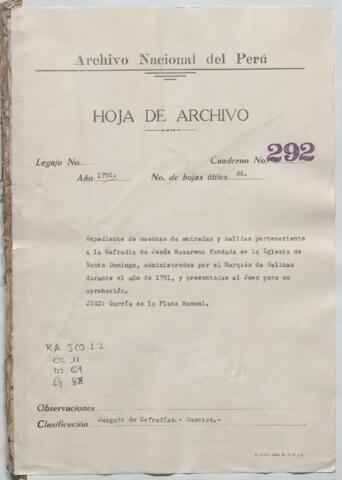 Archivo Nacional del Perú
HOJA DE ARCHIVO
Legajo No. Cuaderno No. 292
Año 1791. No. de hojas útiles 86.
Expediente de cuentas de entradas y salidas perteneciente
a la Cofradía de Jesús Nazareno fundada en la Iglesia de
Santo Domingo, administradas por el Marqués de Salinas
durante el año de 1791, y presentadas al Juez para su
aprobación.
JUEZ: García de la Plata Manuel.
RA. JCO 12
CA 11
DO 69
fs 88
Observaciones
Clasificación Juzgado de Cofradías.- Cuentas.-